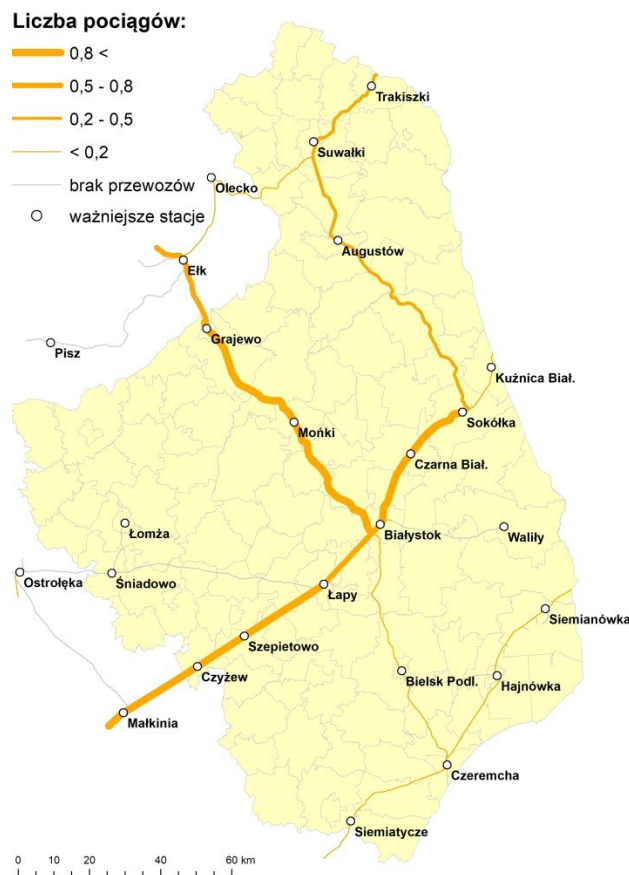 Liczba pociągów:
0,8 <
0,5 - 0,8
0,2 - 0,5
< 0,2
brak przewozów
ważniejsze stacje
Trakiszki
Suwałki
Olecko
Augustów
Ełk
Grajewo
Pisz
Kuźnica Biał.
Sokółka
Mońki
Czarna Biał.
Łomża
Białystok
Waliły
Ostrołęka
Śniadowo
Łapy
Siemianówka
Szepietowo
Czyżew
Bielsk Podl.
Hajnówka
Małkinia
Czeremcha
Siemiatycze
0 10 20 40 60 km